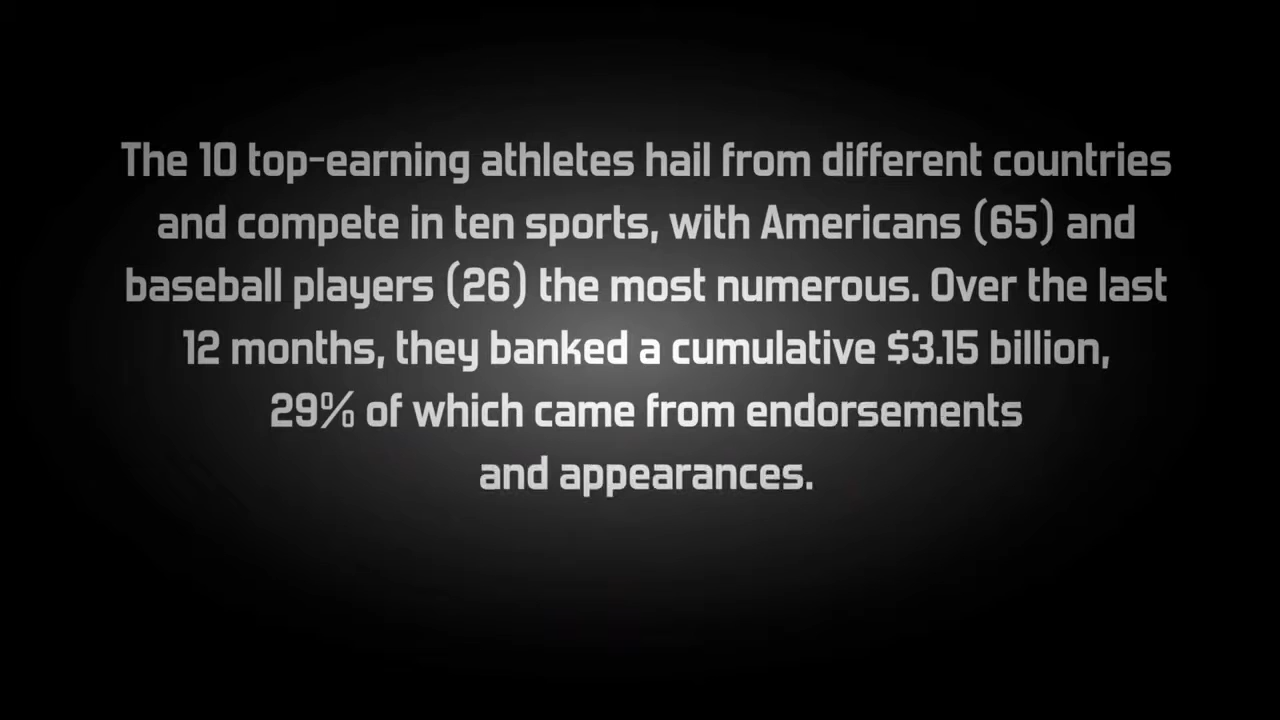 The 10 top-earning athletes hail from different countries
and compete in ten sports, with Americans (65) and
baseball players (26) the most numerous. Over the last
12 months, they banked a cumulative $3.15 billion,
29% of which came from endorsements
and appearances.